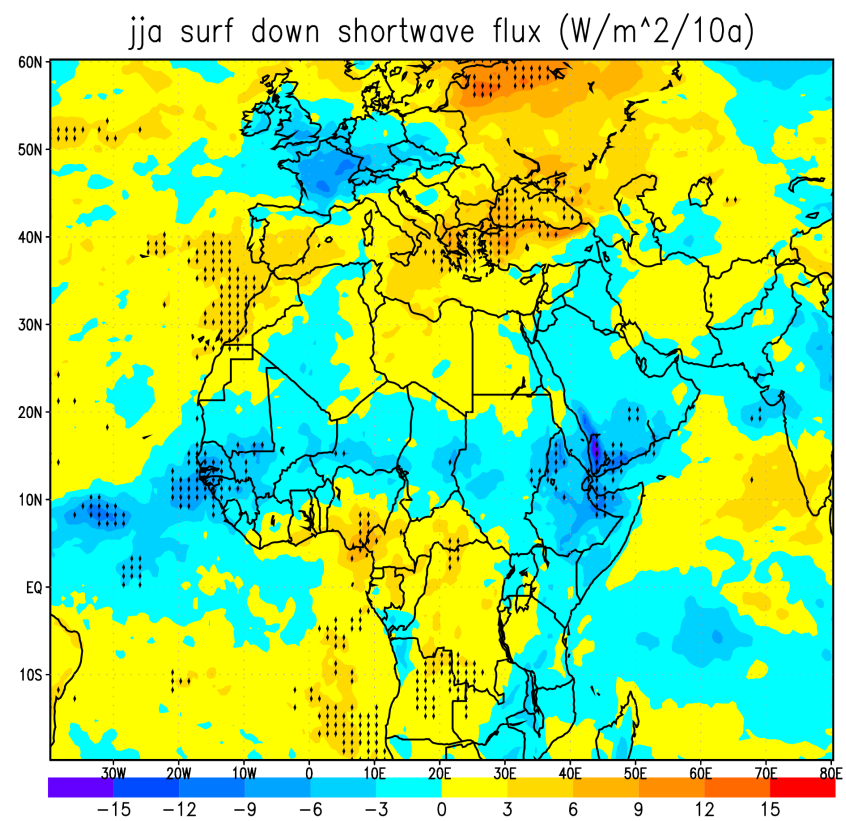 jja surf down shortwave flux (W/m^2/10a)
60N
50N
40N
30N
20N
10N
EQ
10S
30W 20W 10W 0 10E 20E 30E 40E 50E 60E 70E 80E
−15 −12 −9 −6 −3 0 3 6 9 12 15